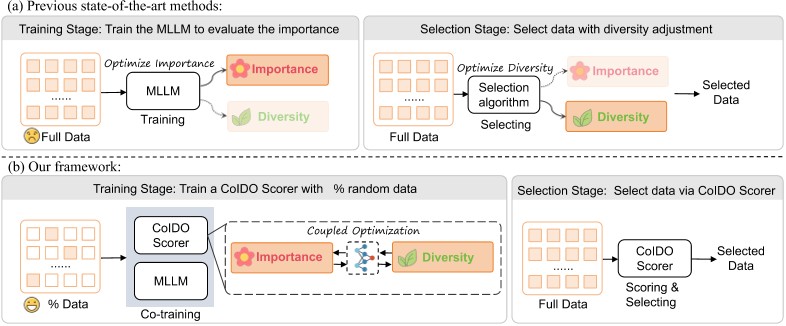 (a) Previous state-of-the-art methods:
Training Stage: Train the MLLM to evaluate the importance
Optimize Importance
MLLM
Training
Importance
Diversity
......
Full Data
Selection Stage: Select data with diversity adjustment
Optimize Diversity
Selection
algorithm
Selecting
Importance
Diversity
Selected
Data
......
Full Data
(b) Our framework:
Training Stage: Train a CoIDO Scorer with % random data
......
% Data
CoIDO
Scorer
MLLM
Co-training
Coupled Optimization
Importance
Diversity
Selection Stage: Select data via CoIDO Scorer
......
Full Data
CoIDO
Scorer
Scoring &
Selecting
Selected
Data